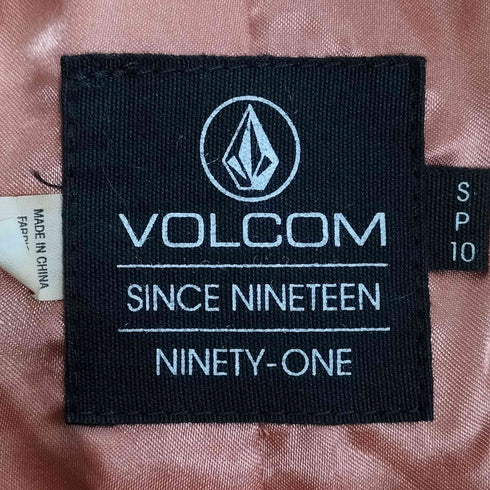 VOLCOM
SINCE NINETEEN
NINETY-ONE
S
P
10
MADE IN CHINA